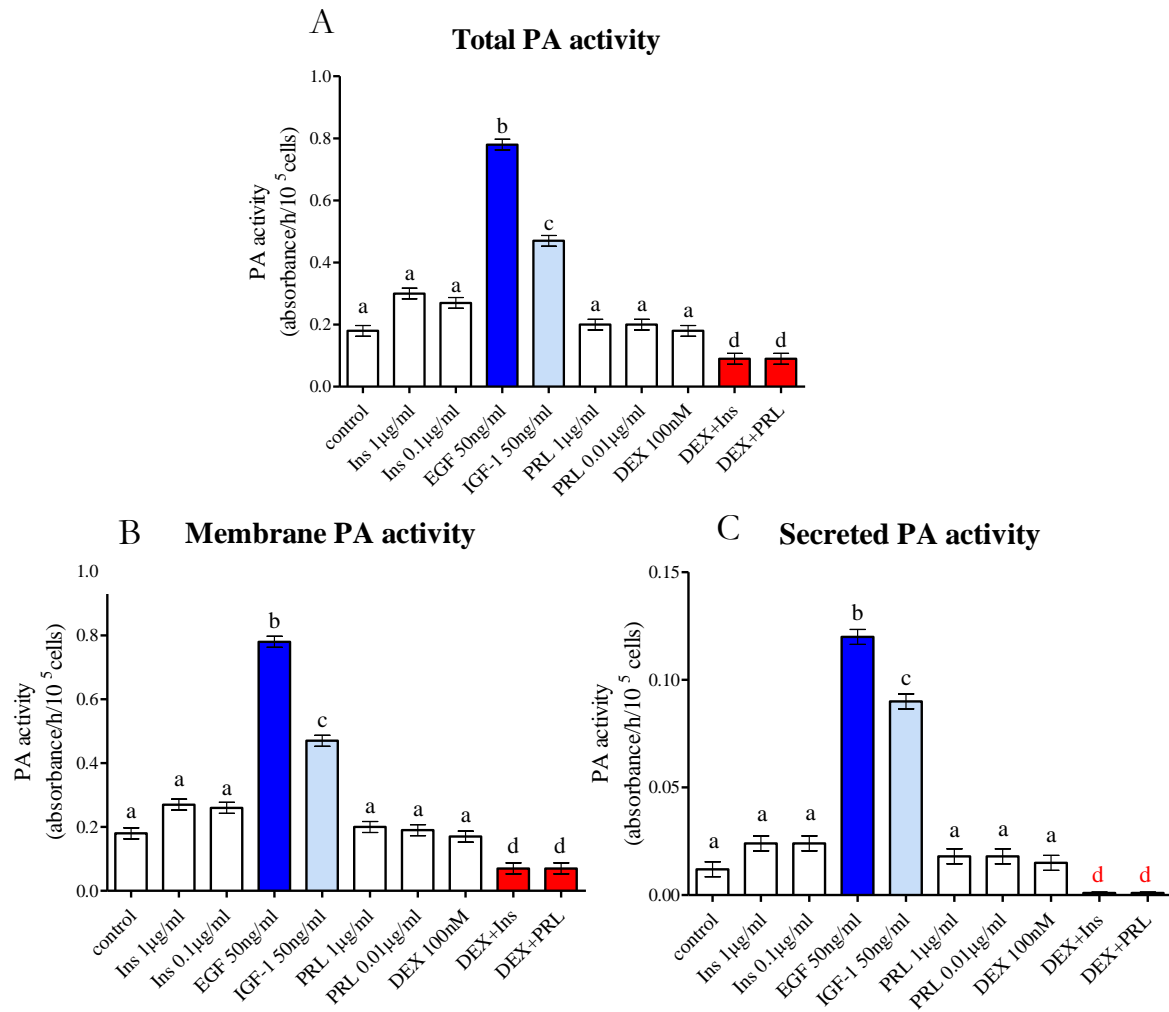 A
Total PA activity
PA activity
(absorbance/h/10 5 cells)
1.0
0.8
0.6
0.4
0.2
0.0
a
a
a
b
c
a
a
a
d
d
control
Ins 1µg/ml
Ins 0.1µg/ml
EGF 50ng/ml
IGF-1 50ng/ml
PRL 1µg/ml
PRL 0.01µg/ml
DEX 100nM
DEX+Ins
DEX+PRL
B
Membrane PA activity
PA activity
(absorbance/h/10 5 cells)
1.0
0.8
0.6
0.4
0.2
0.0
a
a
a
b
c
a
a
a
d
d
control
Ins 1µg/ml
Ins 0.1µg/ml
EGF 50ng/ml
IGF-1 50ng/ml
PRL 1µg/ml
PRL 0.01µg/ml
DEX 100nM
DEX+Ins
DEX+PRL
C
Secreted PA activity
PA activity
(absorbance/h/10 5 cells)
0.15
0.10
0.05
0.00
a
a
a
b
c
a
a
a
d
d
control
Ins 1µg/ml
Ins 0.1µg/ml
EGF 50ng/ml
IGF-1 50ng/ml
PRL 1µg/ml
PRL 0.01µg/ml
DEX 100nM
DEX+Ins
DEX+PRL